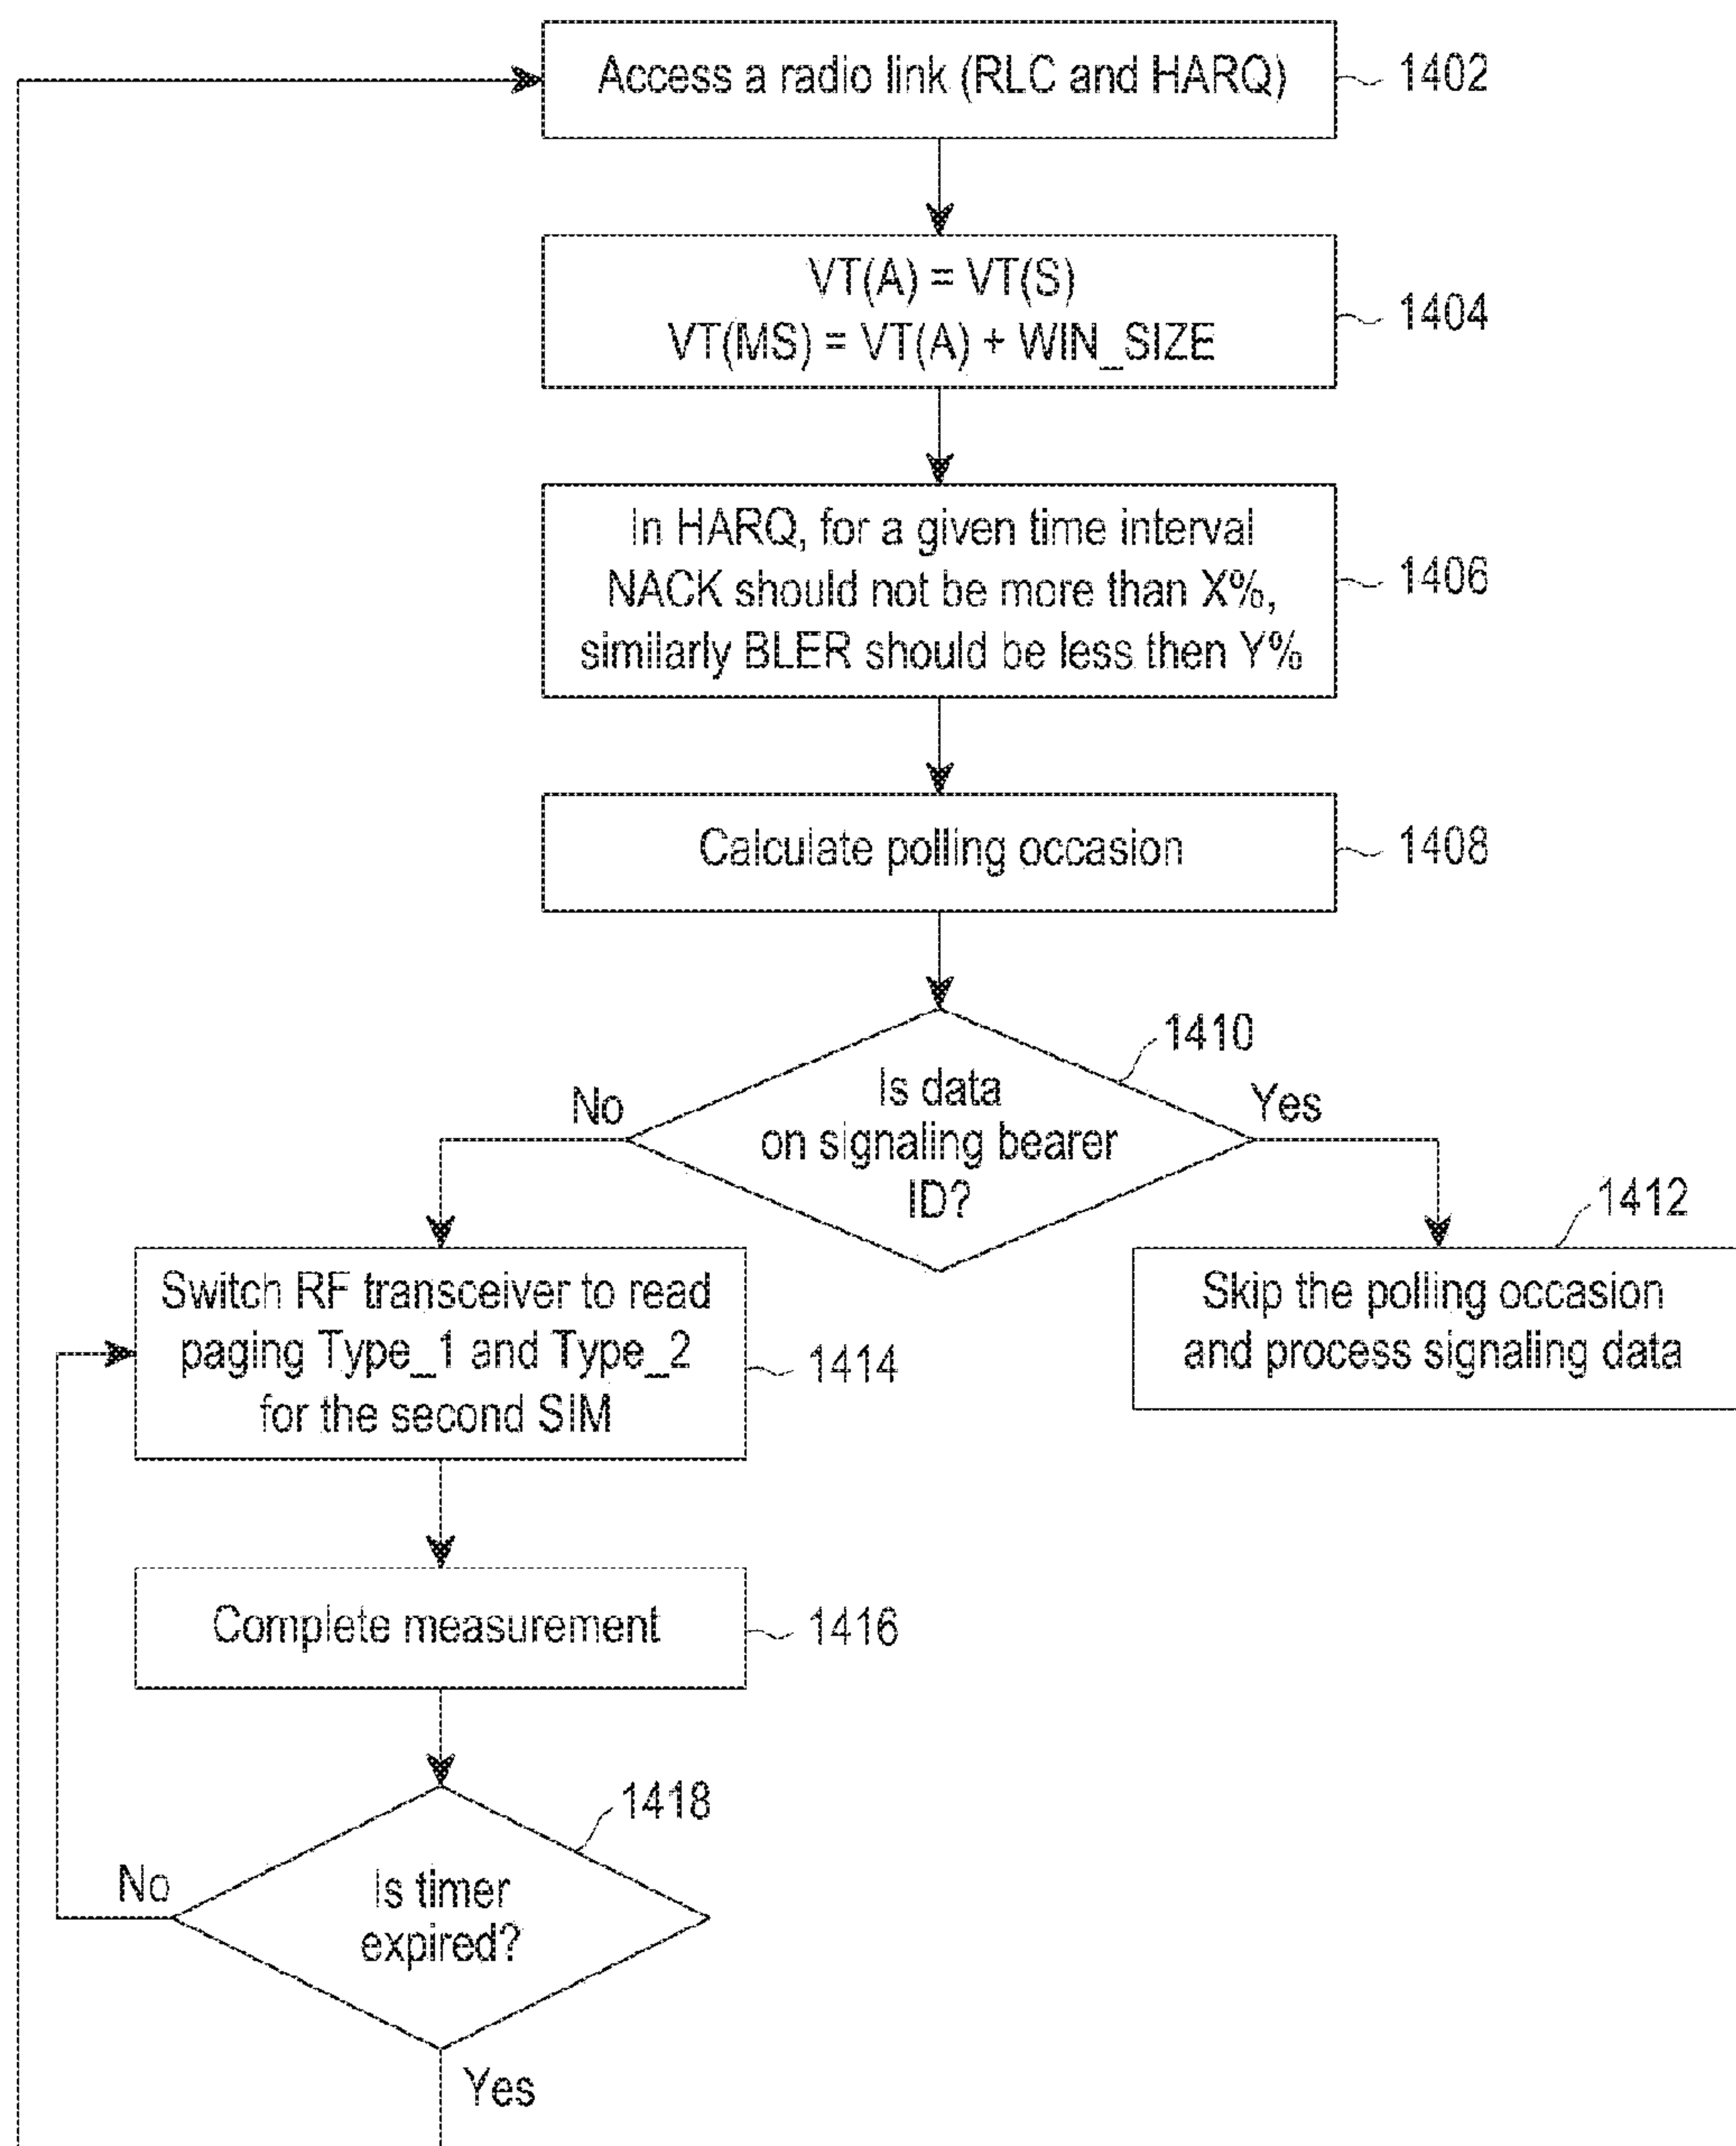 Access a radio link (RLC and HARQ)
1402
VT(A) = VT(S)
VT(MS) = VT(A) + WIN_SIZE
1404
In HARQ, for a given time interval
NACK should not be more than X%,
similarly BLER should be less then Y%
1406
Calculate polling occasion
1408
1410
Is data
on signaling bearer
ID?
No
Yes
1412
Skip the polling occasion
and process signaling data
Switch RF transceiver to read
paging Type_1 and Type_2
for the second SIM
1414
Complete measurement
1416
1418
Is timer
expired?
No
Yes